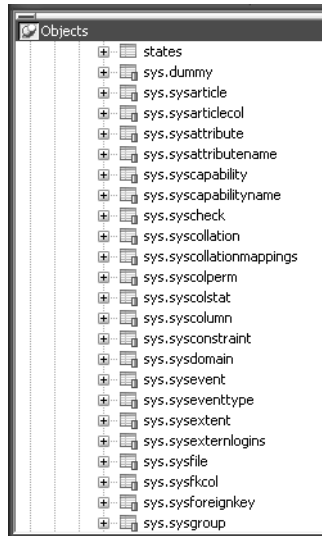 Objects
states
sys.dummy
sys.sysarticle
sys.sysarticlecol
sys.sysattribute
sys.sysattributename
sys.syscapability
sys.syscapabilityname
sys.syscheck
sys.syscollation
sys.syscollationmappings
sys.syscolperm
sys.syscolstat
sys.syscolumn
sys.sysconstraint
sys.sysdomain
sys.sysevent
sys.syseventtype
sys.sysextent
sys.sysexternlogins
sys.sysfile
sys.sysfkcol
sys.sysforeignkey
sys.sysgroup